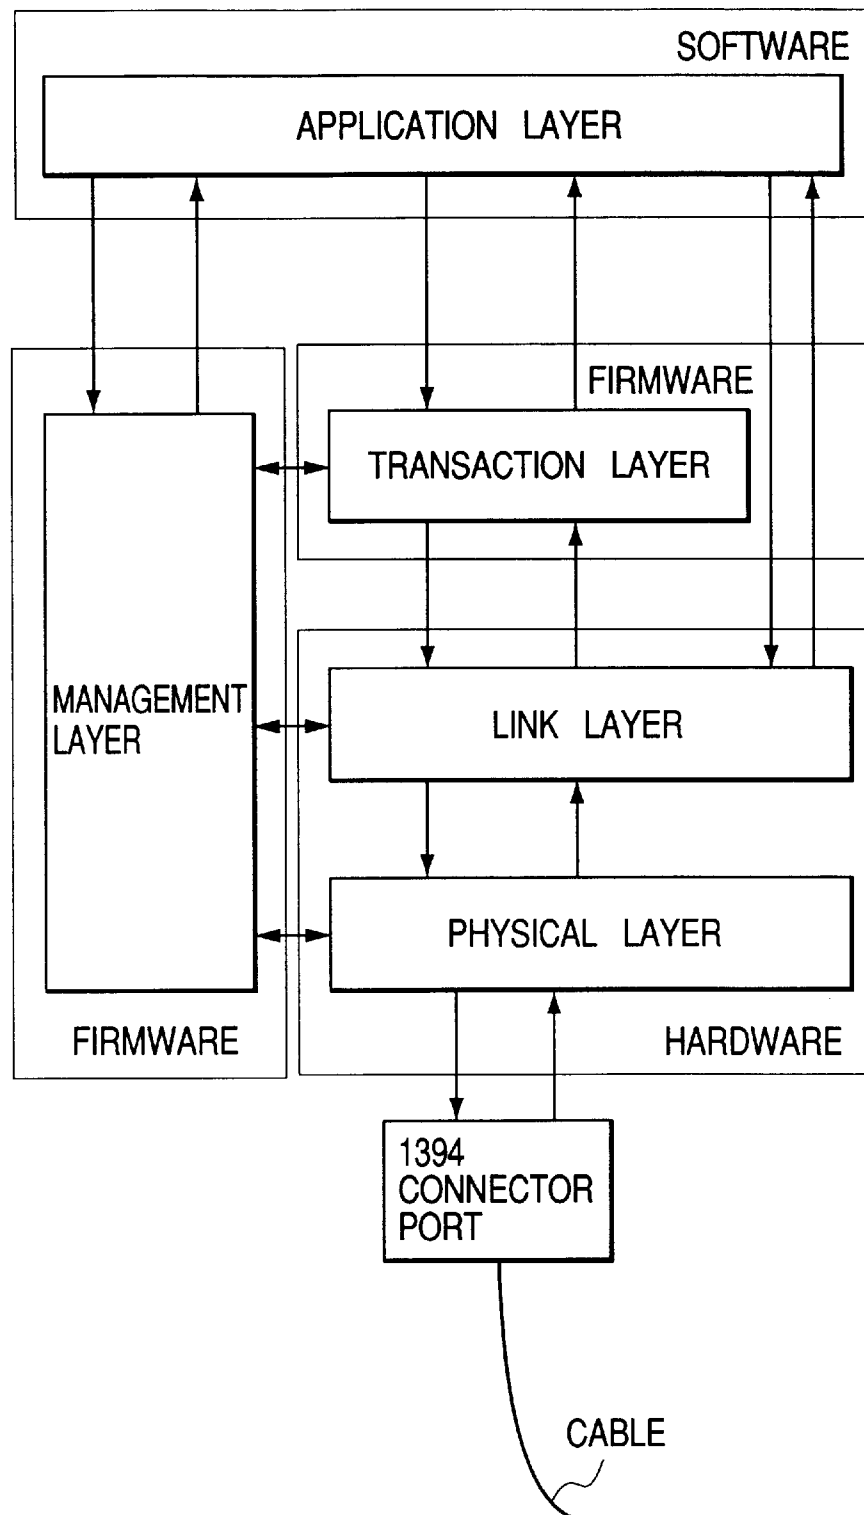 SOFTWARE
APPLICATION LAYER
FIRMWARE
TRANSACTION LAYER
MANAGEMENT
LAYER
LINK LAYER
PHYSICAL LAYER
FIRMWARE
HARDWARE
1394
CONNECTOR
PORT
CABLE